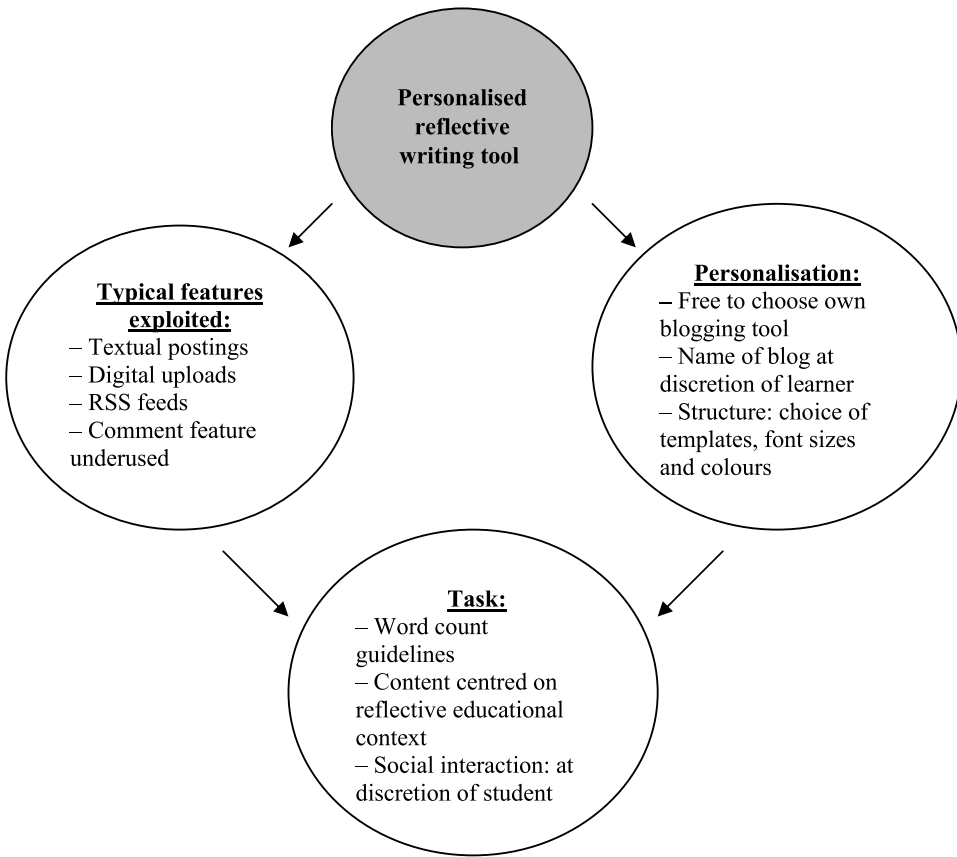 Personalised
reflective
writing tool
Typical features
exploited:
– Textual postings
– Digital uploads
– RSS feeds
– Comment feature
underused
Personalisation:
– Free to choose own
blogging tool
– Name of blog at
discretion of learner
– Structure: choice of
templates, font sizes
and colours
Task:
– Word count
guidelines
– Content centred on
reflective educational
context
– Social interaction: at
discretion of student